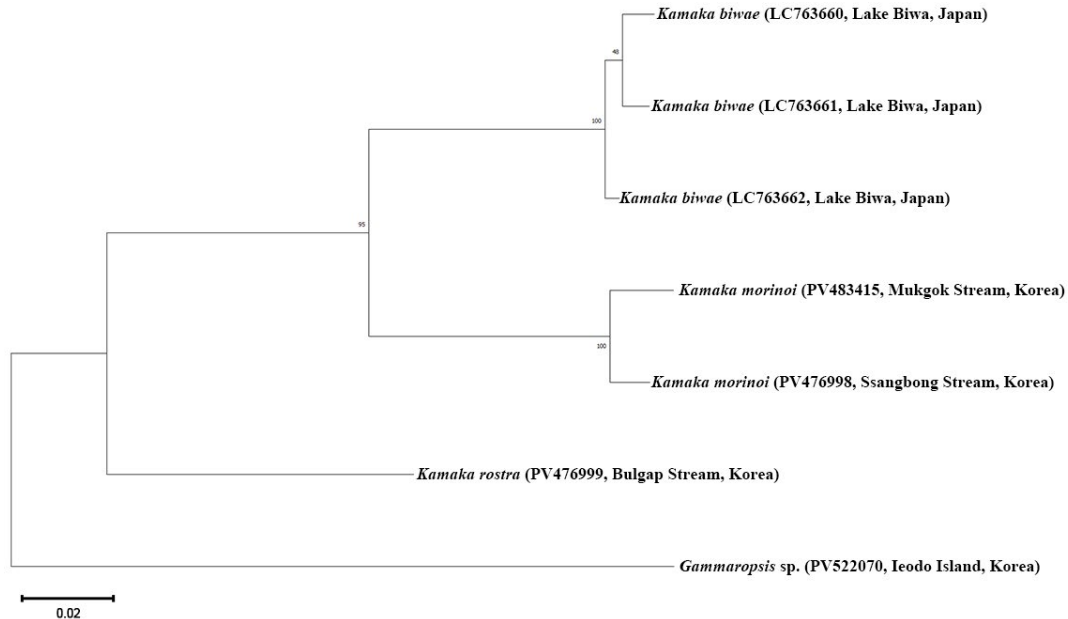 Kamaka biwae (LC763660, Lake Biwa, Japan)
48
Kamaka biwae (LC763661, Lake Biwa, Japan)
100
Kamaka biwae (LC763662, Lake Biwa, Japan)
95
Kamaka morinoi (PV483415, Mukgok Stream, Korea)
100
Kamaka morinoi (PV476998, Ssangbong Stream, Korea)
Kamaka rostra (PV476999, Bulgap Stream, Korea)
Gammaropsis sp. (PV522070, Ieodo Island, Korea)
0.02